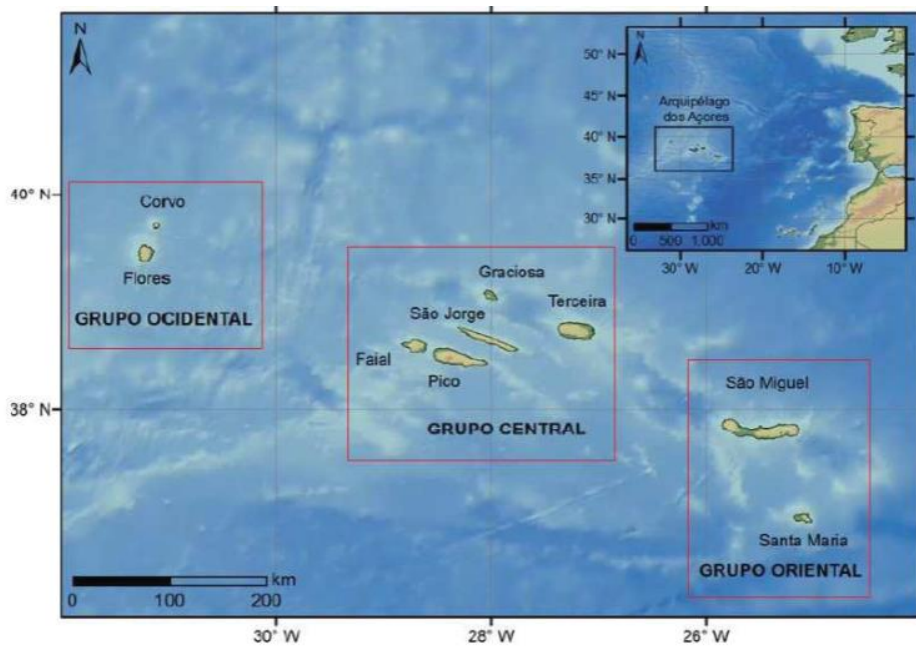 N
40° N
38° N
30° W
28° W
26° W
Corvo
Flores
GRUPO OCIDENTAL
Graciosa
São Jorge
Terceira
Faial
Pico
GRUPO CENTRAL
São Miguel
Santa Maria
GRUPO ORIENTAL
km
0 100 200
N
50° N
45° N
40° N
35° N
30° N
Arquipélago
dos Açores
km
0 500 1.000
30° W
20° W
10° W